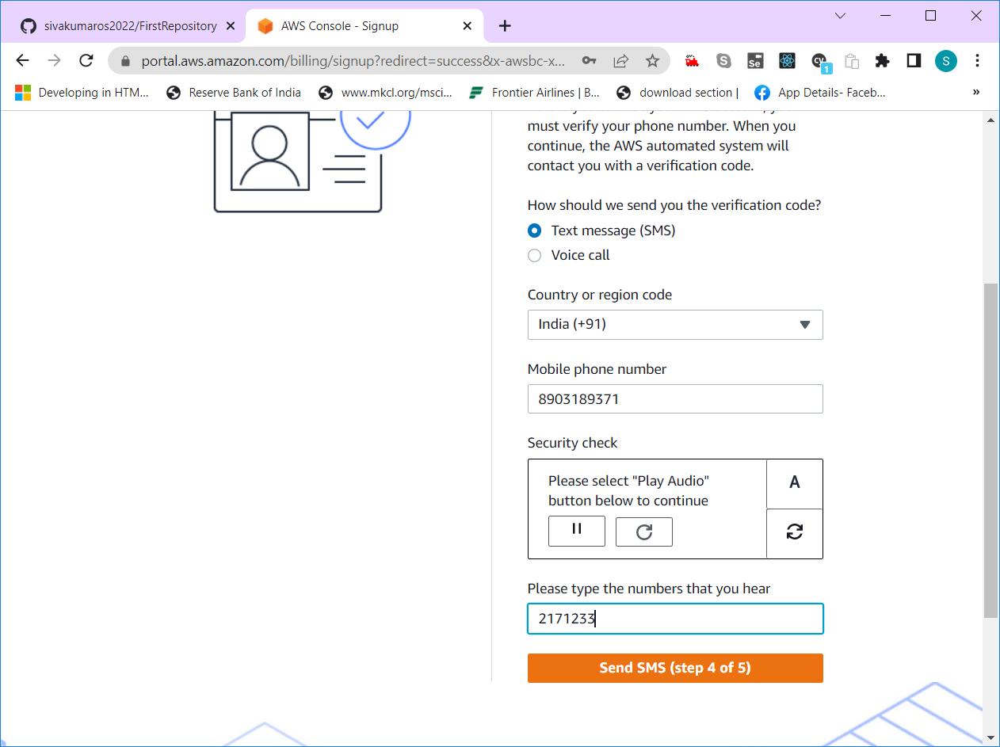 sivakumaros2022/FirstRepository
AWS Console - Signup
portal.aws.amazon.com/billing/signup?redirect=success&x-awsbc-x...
Se
CY
1
S
Developing in HTM...
Reserve Bank of India
www.mkcl.org/msci...
Frontier Airlines | B...
download section |
App Details- Faceb...
»
must verify your phone number. When you
continue, the AWS automated system will
contact you with a verification code.
How should we send you the verification code?
Text message (SMS)
Voice call
Country or region code
India (+91)
Mobile phone number
8903189371
Security check
Please select "Play Audio"
button below to continue
A
Please type the numbers that you hear
2171233
Send SMS (step 4 of 5)